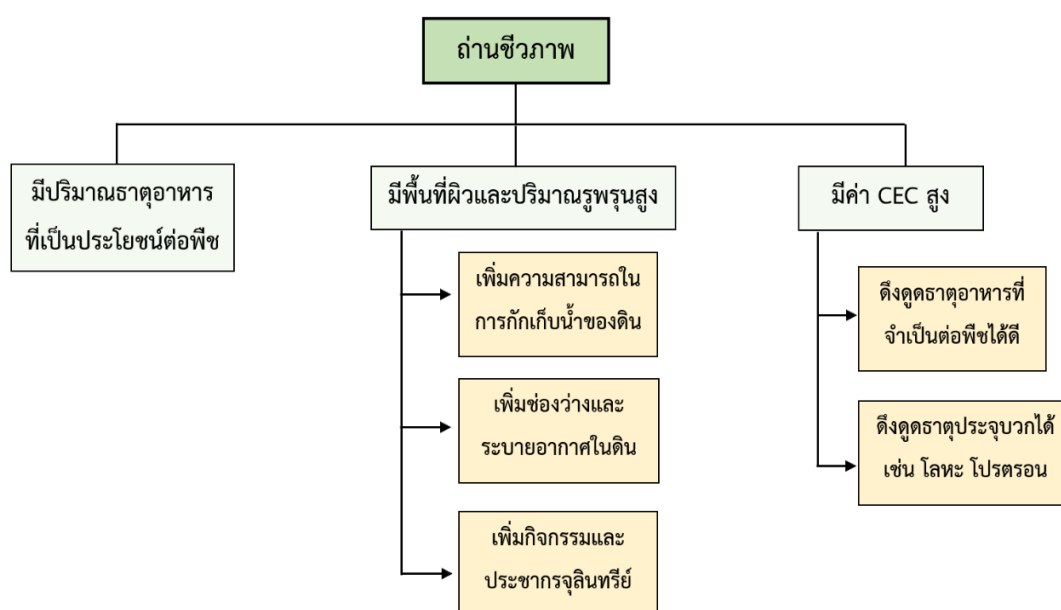 ถ่านชีวภาพ
มีปริมาณธาตุอาหาร
ที่เป็นประโยชน์ต่อพืช
มีพื้นที่ผิวและปริมาณรูพรุนสูง
เพิ่มความสามารถใน
การกักเก็บน้ำของดิน
เพิ่มช่องว่างและ
ระบายอากาศในดิน
เพิ่มกิจกรรมและ
ประชากรจุลินทรีย์
มีค่า CEC สูง
ดึงดูดธาตุอาหารที่
จำเป็นต่อพืชได้ดี
ดึงดูดธาตุประจุบวกได้
เช่น โลหะ โปรตรอน